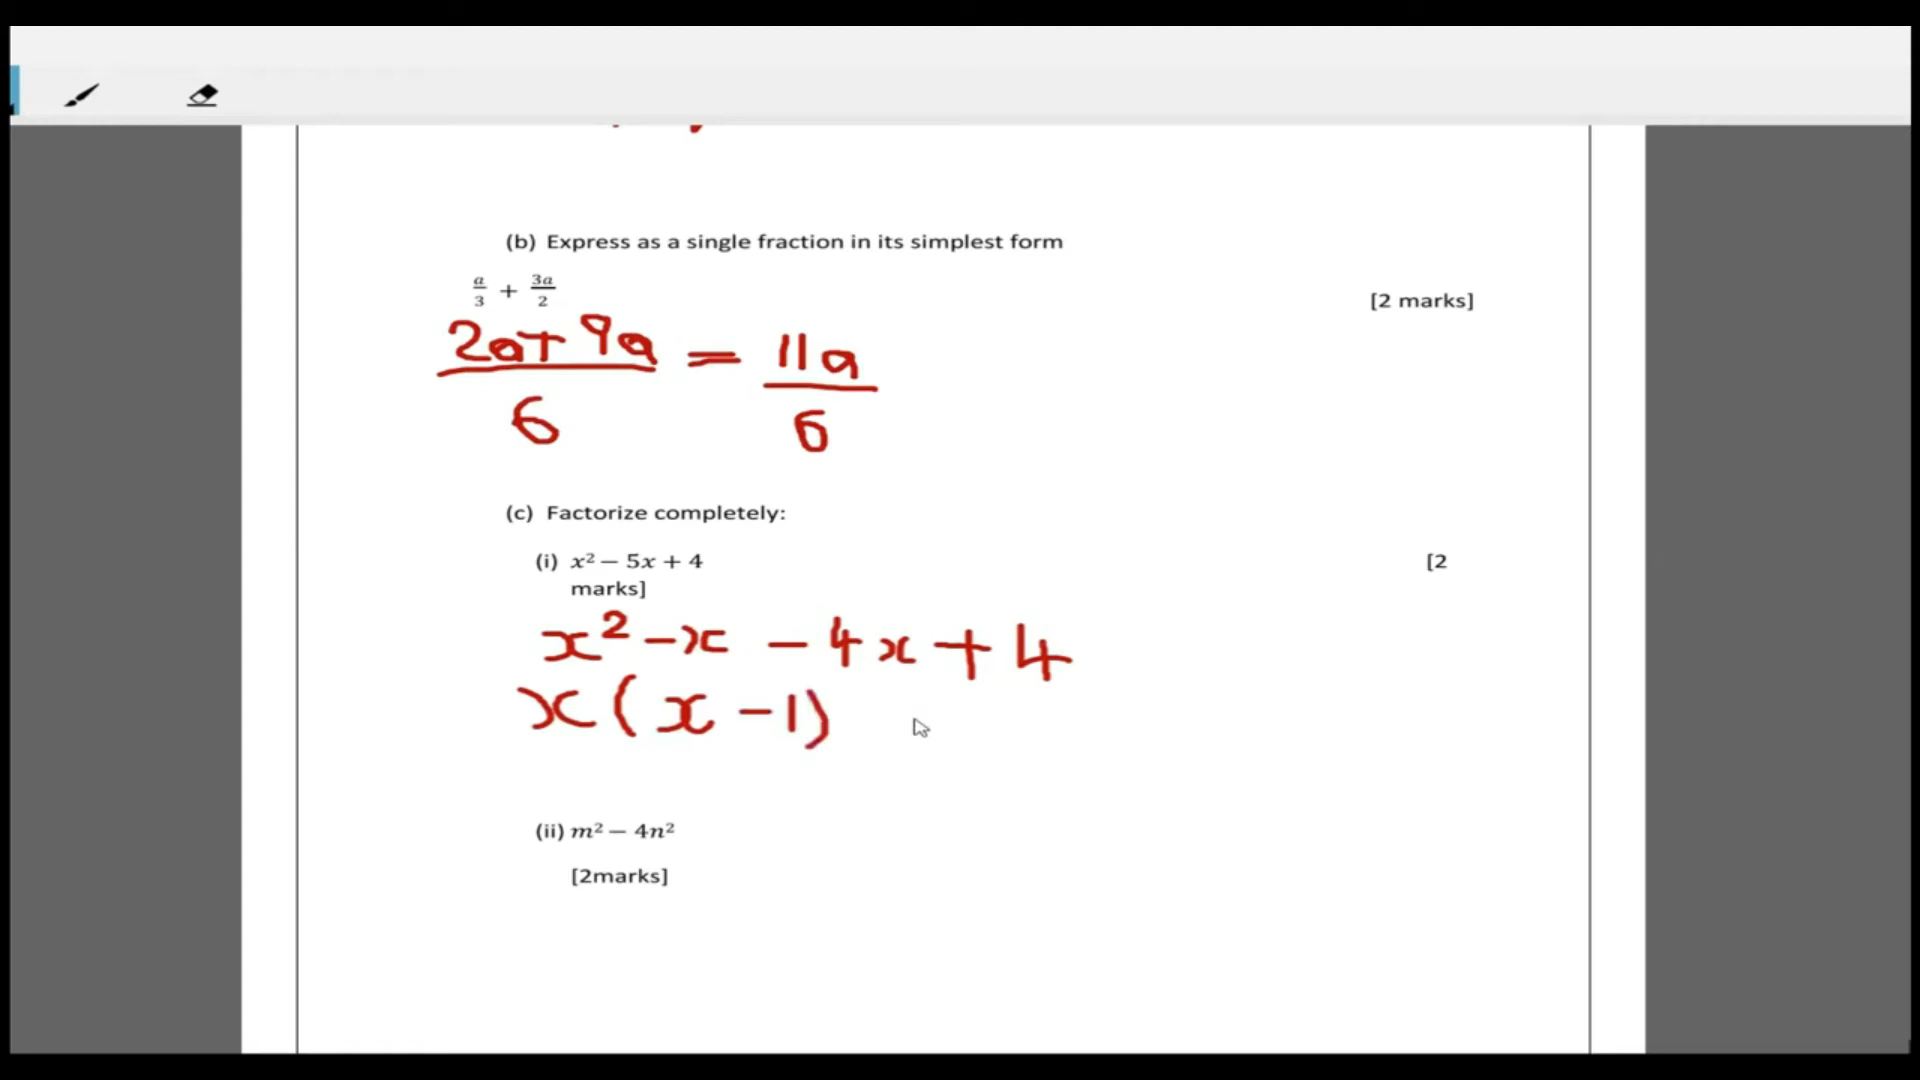 (b) Express as a single fraction in its simplest form
a/3 + 3a/2
[2 marks]
2a+9a/6 = 11a/6
(c) Factorize completely:
(i) x² − 5x + 4 [2
marks]
x² − x − 4x + 4
x(x − 1)
(ii) m² − 4n²
[2marks]